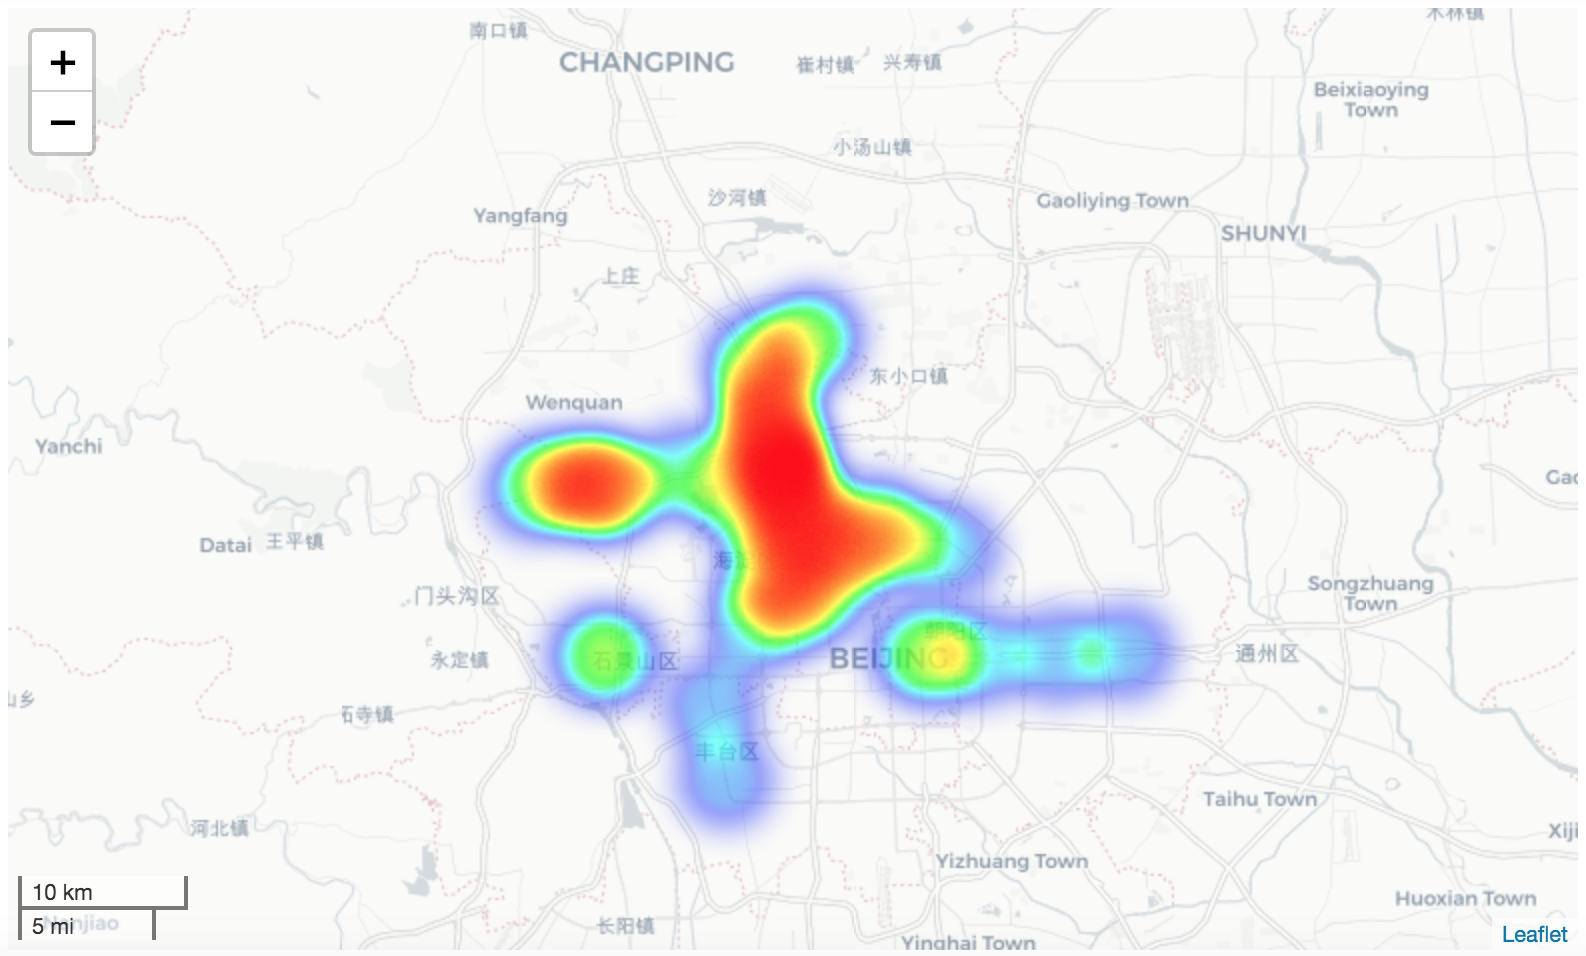 南口镇
木林镇
+
CHANGPING
崔村镇
兴寿镇
Beixiaoying
Town
−
小汤山镇
沙河镇
Gaoliying Town
Yangfang
SHUNYI
上庄
东小口镇
Wenquan
Yanchi
Gao
Datai
王平镇
海淀
门头沟区
Songzhuang
Town
朝阳区
永定镇
石景山区
BEIJING
通州区
山乡
石寺镇
丰台区
Taihu Town
河北镇
Xiji
Yizhuang Town
10 km
Huoxian Town
5 mi
Nanjiao
长阳镇
Yinghai Town
Leaflet